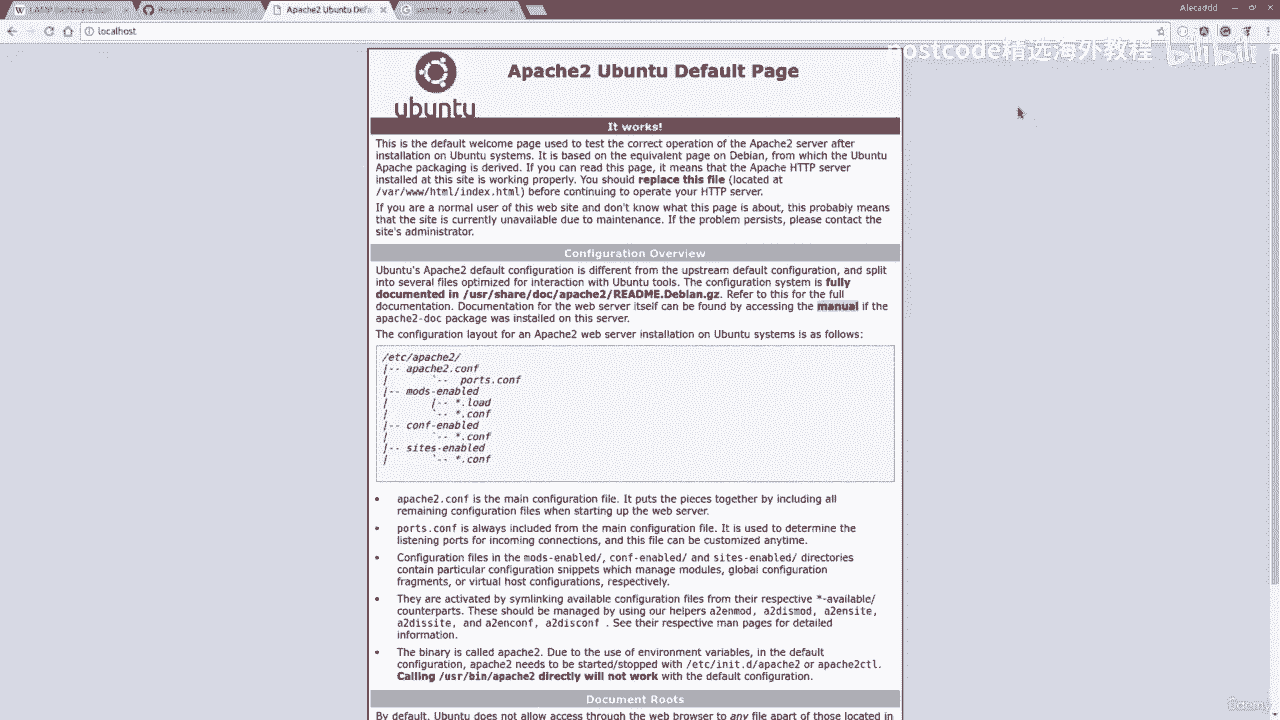 W
Apache2 Ubuntu Defa
Alecaddd
localhost
postcode精选海外教程
ubuntu
Apache2 Ubuntu Default Page
It works!
This is the default welcome page used to test the correct operation of the Apache2 server after
installation on Ubuntu systems. It is based on the equivalent page on Debian, from which the Ubuntu
Apache packaging is derived. If you can read this page, it means that the Apache HTTP server
installed at this site is working properly. You should replace this file (located at
/var/www/html/index.html) before continuing to operate your HTTP server.
If you are a normal user of this web site and don't know what this page is about, this probably means
that the site is currently unavailable due to maintenance. If the problem persists, please contact the
site's administrator.
Configuration Overview
Ubuntu's Apache2 default configuration is different from the upstream default configuration, and split
into several files optimized for interaction with Ubuntu tools. The configuration system is fully
documented in /usr/share/doc/apache2/README.Debian.gz. Refer to this for the full
documentation. Documentation for the web server itself can be found by accessing the manual if the
apache2-doc package was installed on this server.
The configuration layout for an Apache2 web server installation on Ubuntu systems is as follows:
/etc/apache2/
|-- apache2.conf
|       `--  ports.conf
|-- mods-enabled
|       |-- *.load
|       `-- *.conf
|-- conf-enabled
|       `-- *.conf
|-- sites-enabled
|       `-- *.conf
• apache2.conf is the main configuration file. It puts the pieces together by including all
remaining configuration files when starting up the web server.
• ports.conf is always included from the main configuration file. It is used to determine the
listening ports for incoming connections, and this file can be customized anytime.
• Configuration files in the mods-enabled/, conf-enabled/ and sites-enabled/ directories
contain particular configuration snippets which manage modules, global configuration
fragments, or virtual host configurations, respectively.
• They are activated by symlinking available configuration files from their respective *-available/
counterparts. These should be managed by using our helpers a2enmod, a2dismod, a2ensite,
a2dissite, and a2enconf, a2disconf . See their respective man pages for detailed
information.
• The binary is called apache2. Due to the use of environment variables, in the default
configuration, apache2 needs to be started/stopped with /etc/init.d/apache2 or apache2ctl.
Calling /usr/bin/apache2 directly will not work with the default configuration.
Document Roots
By default, Ubuntu does not allow access through the web browser to any file apart of those located in
Udemy